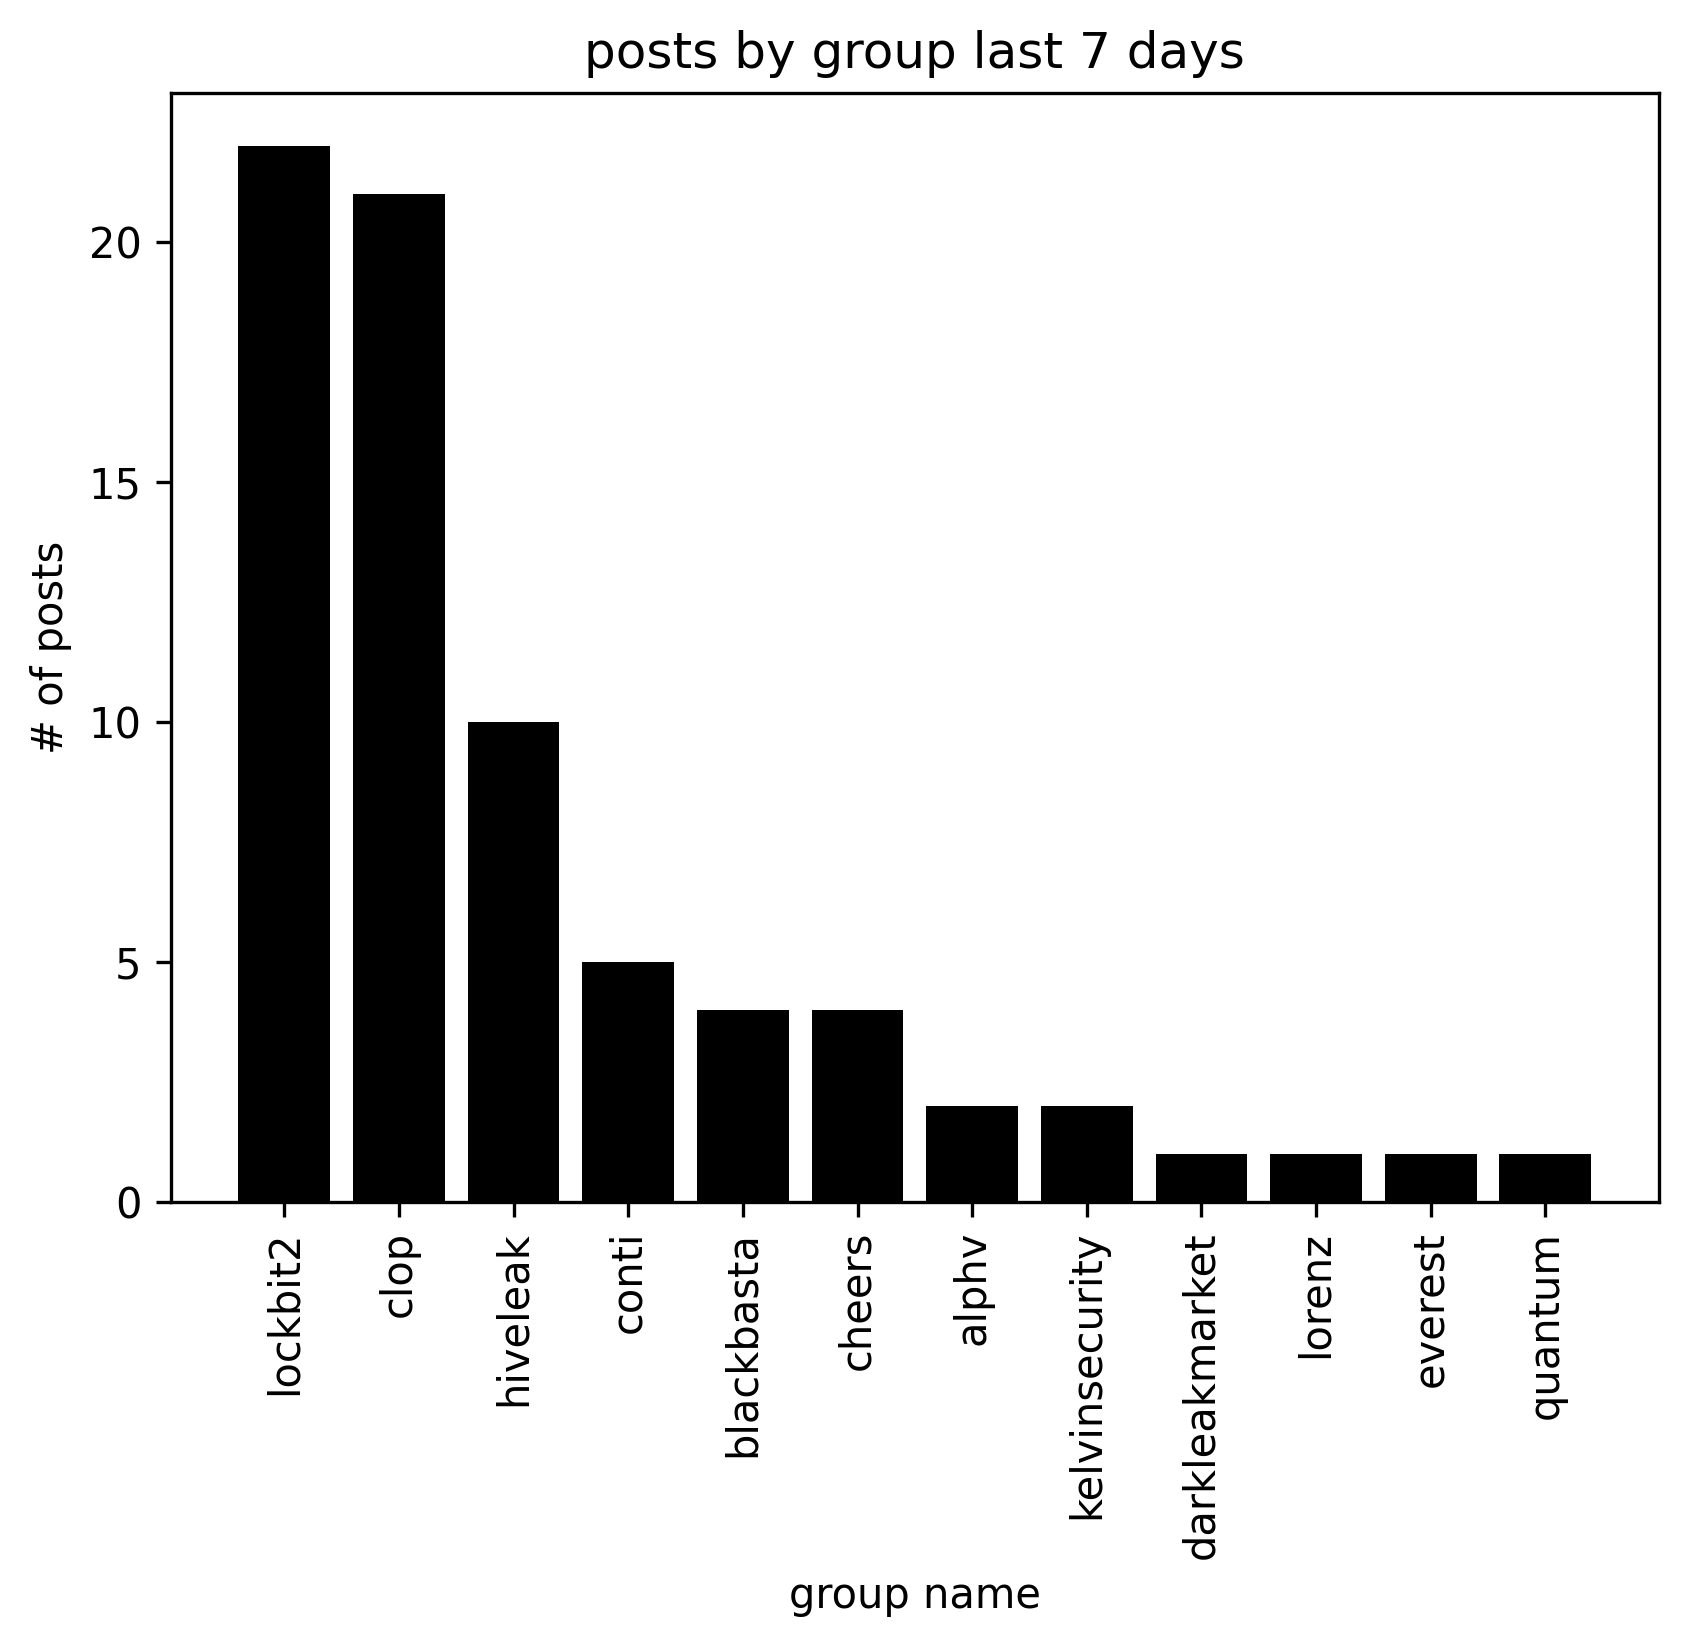 posts by group last 7 days
# of posts
20
15
10
5
0
lockbit2
clop
hiveleak
conti
blackbasta
cheers
alphv
kelvinsecurity
darkleakmarket
lorenz
everest
quantum
group name